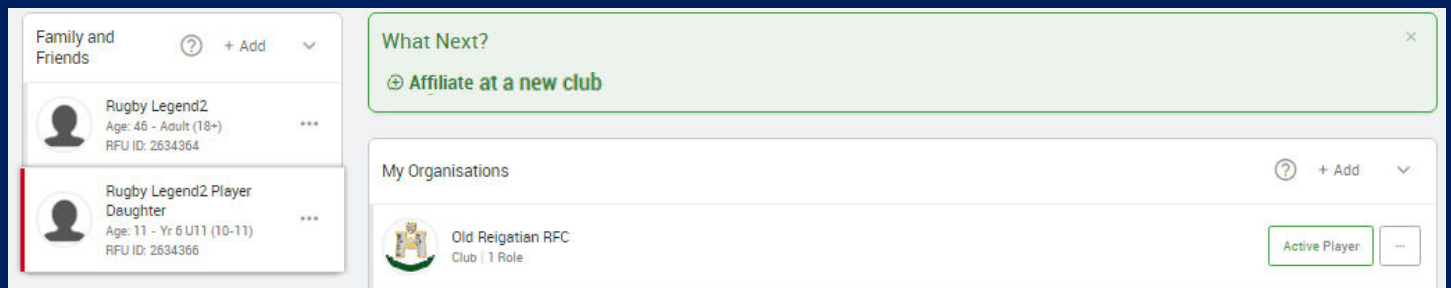 Family and
Friends
? + Add
Rugby Legend2
Age: 46 - Adult (18+)
RFU ID: 2634364
Rugby Legend2 Player
Daughter
Age: 11 - Yr 6 U11 (10-11)
RFU ID: 2634366
What Next?
Affiliate at a new club
My Organisations
? + Add
Old Reigatian RFC
Club | 1 Role
Active Player